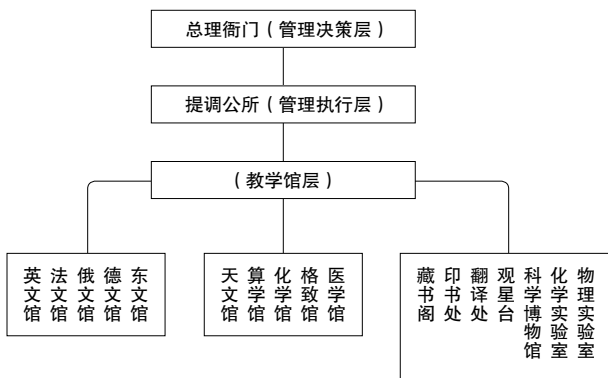 总理衙门（管理决策层）
提调公所（管理执行层）
（教学馆层）
英文馆
法文馆
俄文馆
德文馆
东文馆
天文馆
算学馆
化学馆
格致馆
医学馆
藏书阁
印书处
翻译处
观星台
科学博物馆
化学实验室
物理实验室